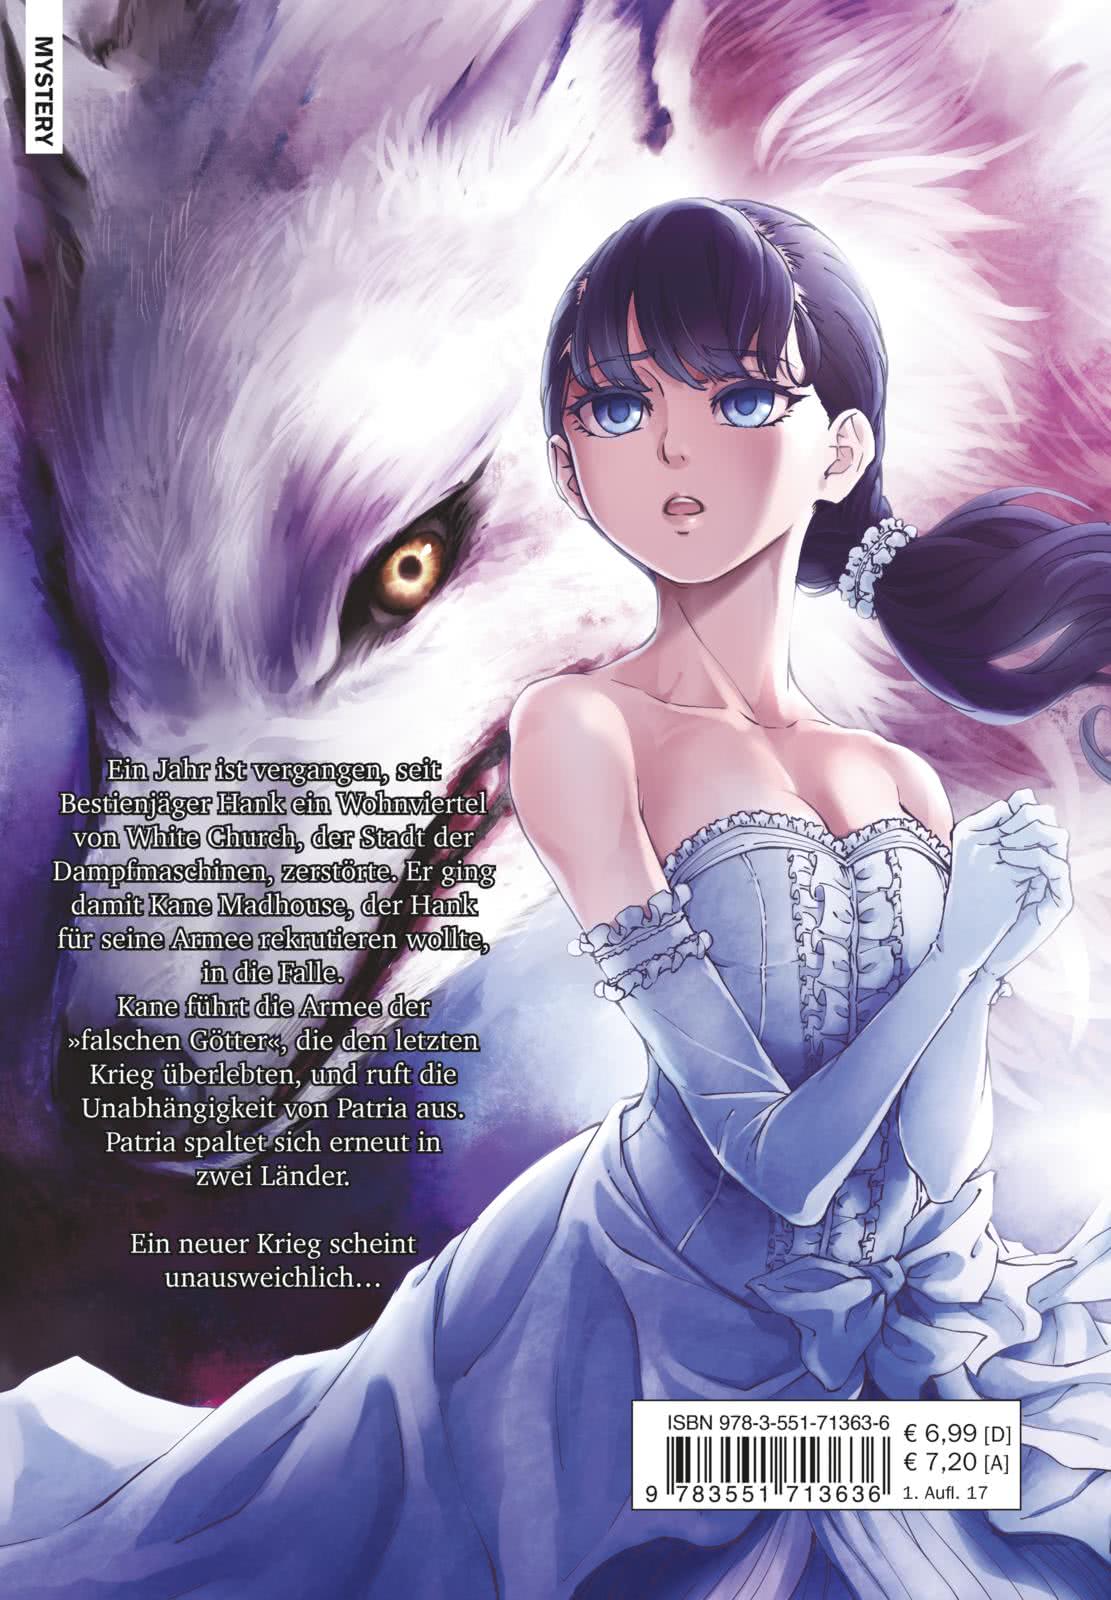 MYSTERY
Ein Jahr ist vergangen, seit
Bestienjäger Hank ein Wohnviertel
von White Church, der Stadt der
Dampfmaschinen, zerstörte. Er ging
damit Kane Madhouse, der Hank
für seine Armee rekrutieren wollte,
in die Falle.
Kane führt die Armee der
»falschen Götter«, die den letzten
Krieg überlebten, und ruft die
Unabhängigkeit von Patria aus.
Patria spaltet sich erneut in
zwei Länder.
Ein neuer Krieg scheint
unausweichlich...
ISBN 978-3-551-71363-6
€ 6,99 [D]
€ 7,20 [A]
9 783551 713636
1. Aufl. 17